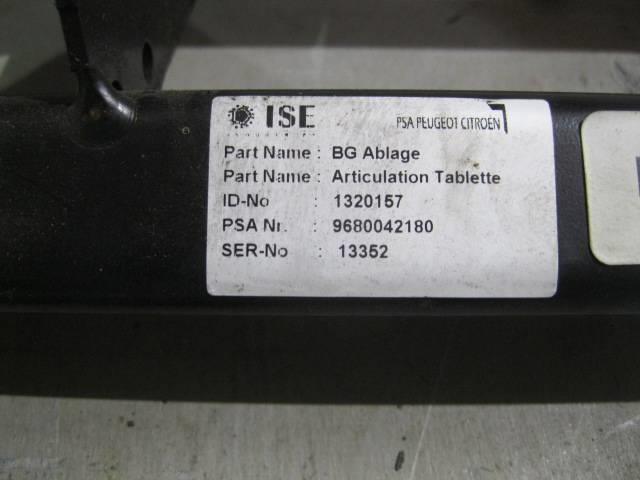 ISE
PSA PEUGEOT CITROËN
Part Name : BG Ablage
Part Name : Articulation Tablette
ID-No : 1320157
PSA Nr. : 9680042180
SER-No : 13352